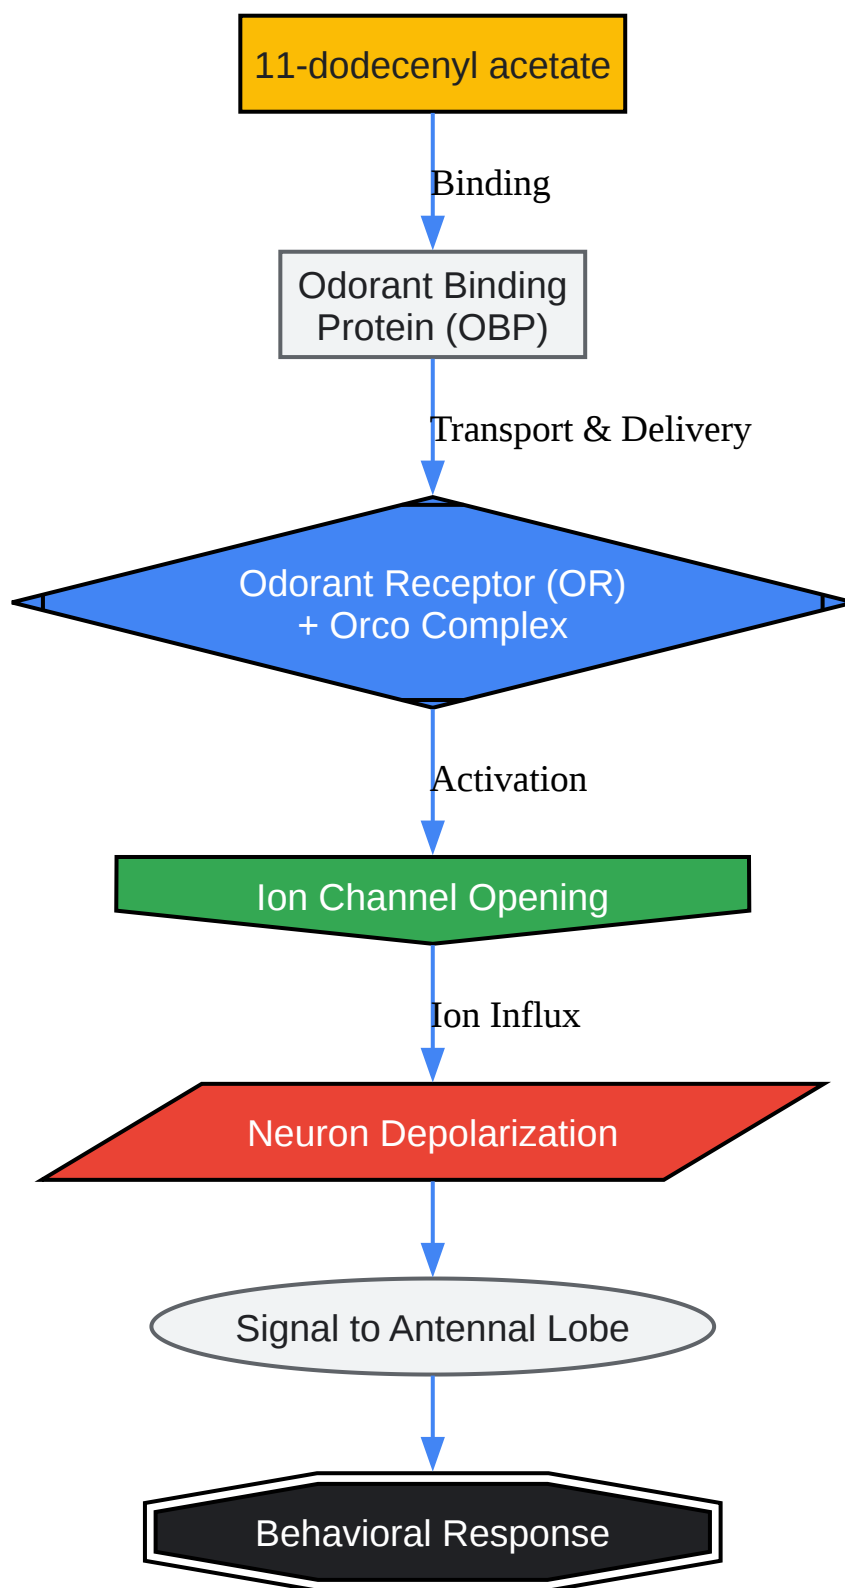 11-dodecenyl acetate
Binding
Odorant Binding
Protein (OBP)
Transport & Delivery
Odorant Receptor (OR)
+ Orco Complex
Activation
Ion Channel Opening
Ion Influx
Neuron Depolarization
Signal to Antennal Lobe
Behavioral Response